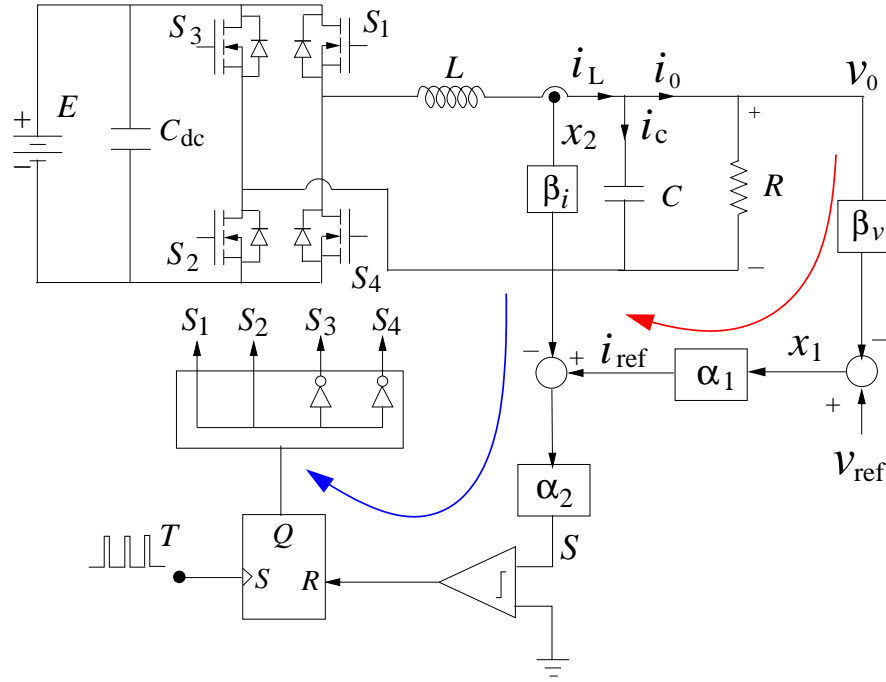 S3
S1
E
+
−
Cdc
L
iL
i0
v0
x2
ic
+
βi
C
R
βv
S2
S4
−
S1
S2
S3
S4
−
+
iref
α1
x1
−
+
vref
α2
T
Q
S
S
R